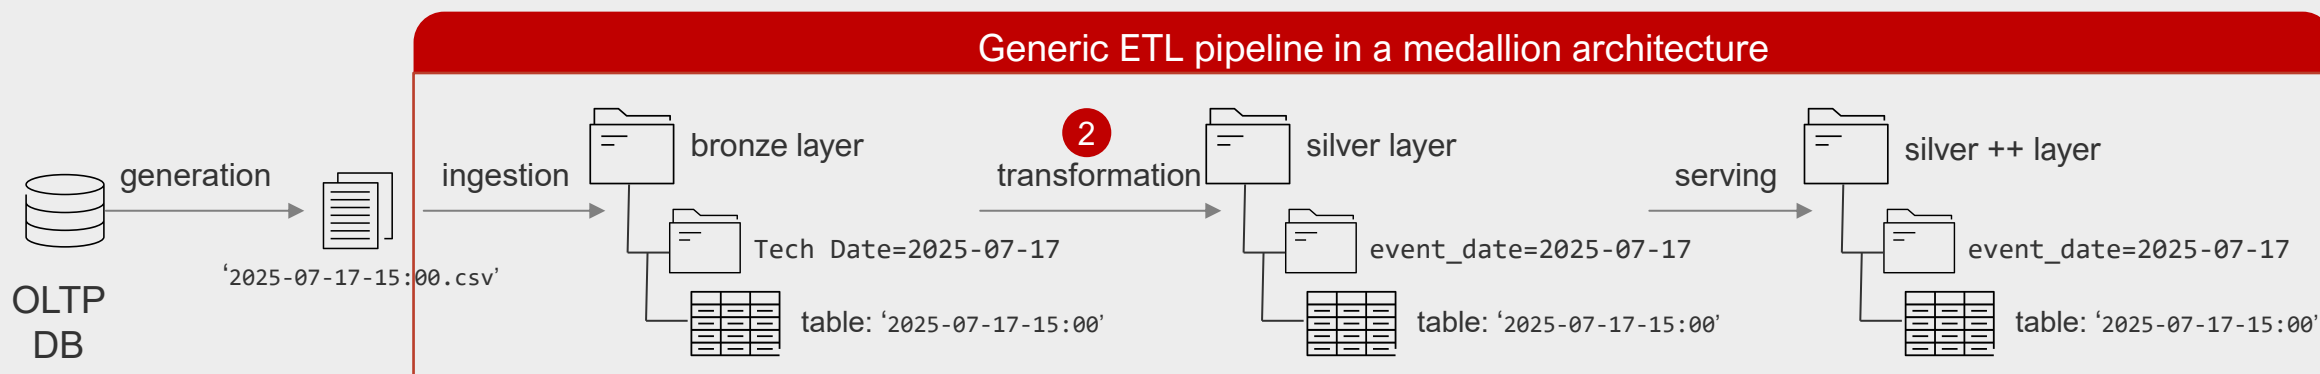 Generic ETL pipeline in a medallion architecture
generation
ingestion
bronze layer
2
transformation
silver layer
serving
silver ++ layer
‘2025-07-17-15:00.csv’
Tech Date=2025-07-17
event_date=2025-07-17
event_date=2025-07-17
OLTP
DB
table: ‘2025-07-17-15:00’
table: ‘2025-07-17-15:00’
table: ‘2025-07-17-15:00’